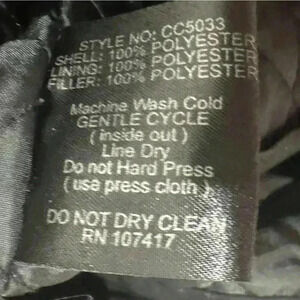 STYLE NO: CC5033
SHELL: 100% POLYESTER
LINING: 100% POLYESTER
FILLER: 100% POLYESTER
Machine Wash Cold
GENTLE CYCLE
( inside out )
Line Dry
Do not Hard Press
( use press cloth )
DO NOT DRY CLEAN
RN 107417